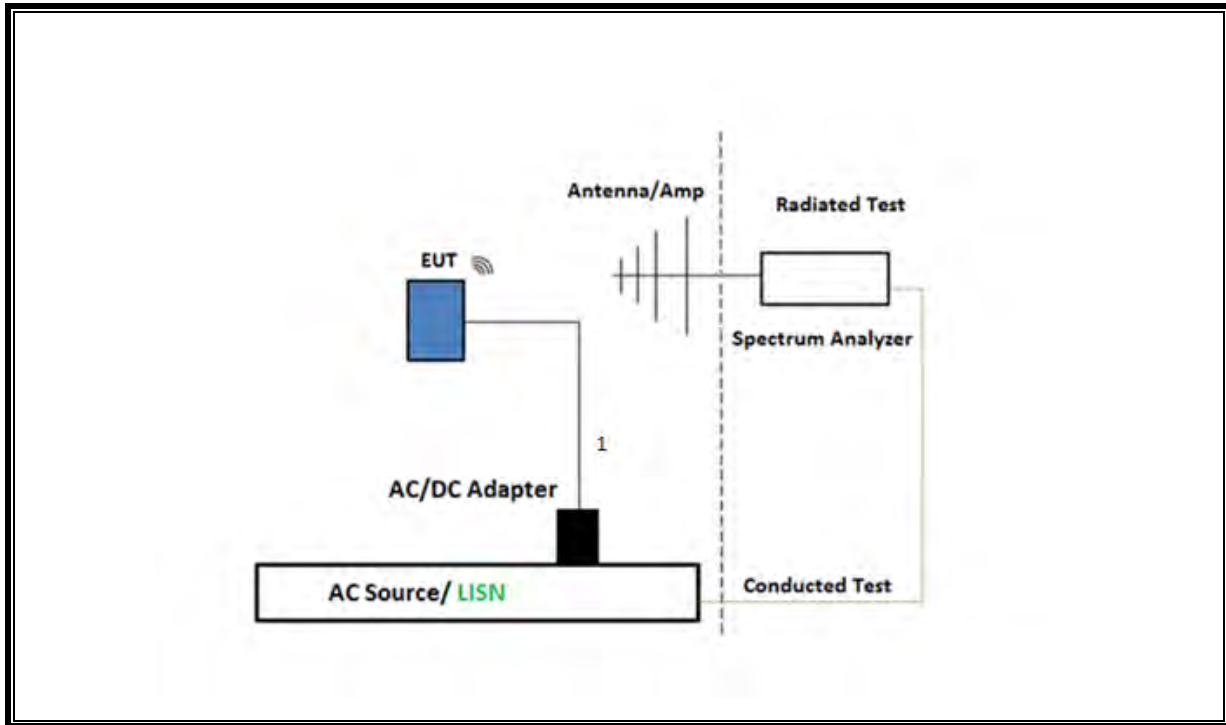 Antenna/Amp
Radiated Test
EUT
Spectrum Analyzer
1
AC/DC Adapter
AC Source/ LISN
Conducted Test